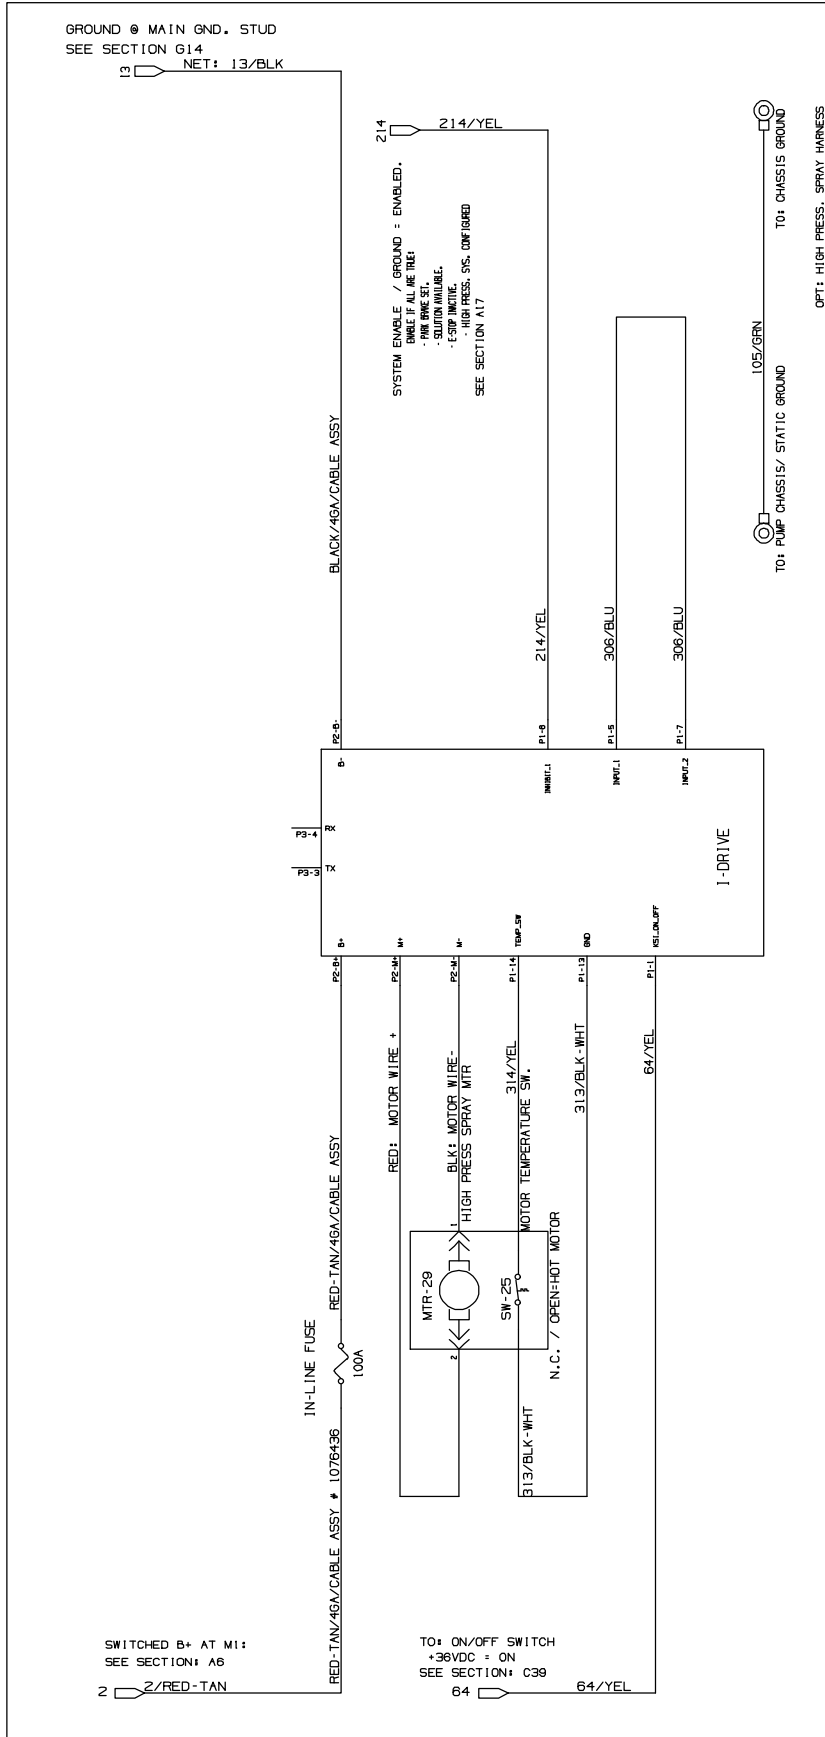 GROUND @ MAIN GND. STUD
SEE SECTION G14
NET: 13/BLK
13
214
214/YEL
SYSTEM ENABLE / GROUND = ENABLED.
ENABLE IF ALL ARE TRUE:
- PARK BRAKE SET.
- SOLUTION AVAILABLE.
- E-STOP INACTIVE.
- HIGH PRESS. SYS. CONFIGURED
SEE SECTION A17
TO: CHASSIS GROUND
105/GRN
TO: PUMP CHASSIS/ STATIC GROUND
OPT: HIGH PRESS. SPRAY HARNESS
BLACK/4GA/CABLE ASSY
214/YEL
306/BLU
306/BLU
P2-B-
P1-6
P1-5
P1-7
B-
INHIBIT_1
INPUT_1
INPUT_2
P3-4
RX
P3-3
TX
I-DRIVE
B+
M+
M-
TEMP_SW
GND
KSI_ON_OFF
P2-B+
P2-M+
P2-M-
P1-14
P1-13
P1-1
RED-TAN/4GA/CABLE ASSY
RED: MOTOR WIRE +
BLK: MOTOR WIRE-
HIGH PRESS SPRAY MTR
314/YEL
MOTOR TEMPERATURE SW.
313/BLK-WHT
64/YEL
1
MTR-29
SW-25
2
N.C. / OPEN=HOT MOTOR
IN-LINE FUSE
100A
313/BLK-WHT
RED-TAN/4GA/CABLE ASSY # 1076436
SWITCHED B+ AT M1:
SEE SECTION: A6
2
2/RED-TAN
TO: ON/OFF SWITCH
+36VDC = ON
SEE SECTION: C39
64
64/YEL